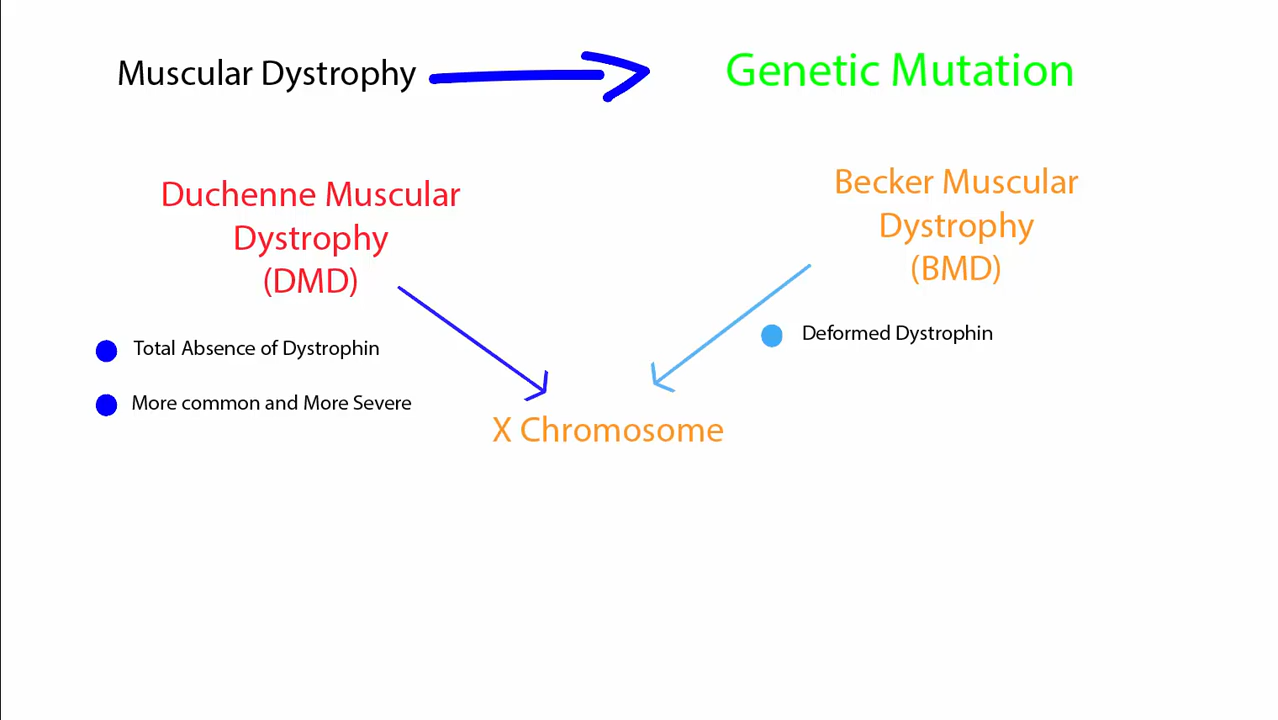 Muscular Dystrophy
Genetic Mutation
Duchenne Muscular
Dystrophy
(DMD)
Total Absence of Dystrophin
More common and More Severe
Becker Muscular
Dystrophy
(BMD)
Deformed Dystrophin
X Chromosome